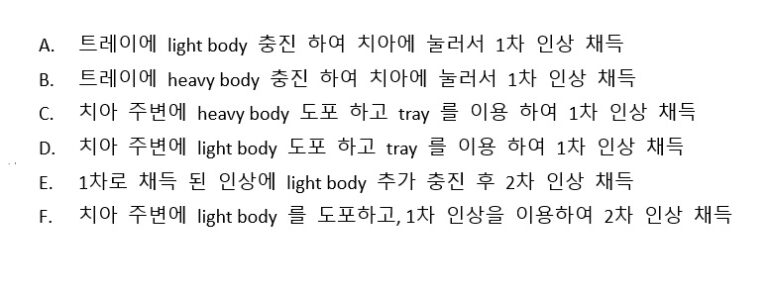 A. 트레이에 light body 충진 하여 치아에 눌러서 1차 인상 채득
B. 트레이에 heavy body 충진 하여 치아에 눌러서 1차 인상 채득
C. 치아 주변에 heavy body 도포 하고 tray 를 이용 하여 1차 인상 채득
D. 치아 주변에 light body 도포 하고 tray 를 이용 하여 1차 인상 채득
E. 1차로 채득 된 인상에 light body 추가 충진 후 2차 인상 채득
F. 치아 주변에 light body 를 도포하고, 1차 인상을 이용하여 2차 인상 채득